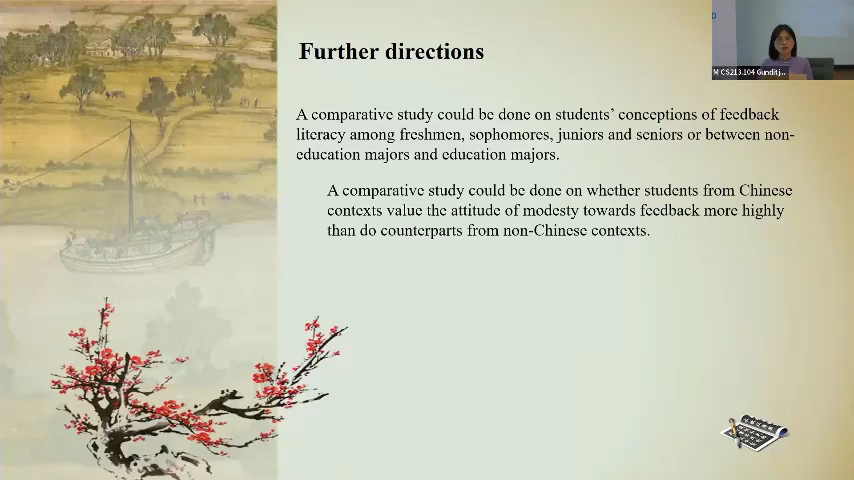 Further directions
M CS213.104 Gunditj...
A comparative study could be done on students' conceptions of feedback
literacy among freshmen, sophomores, juniors and seniors or between non-
education majors and education majors.
A comparative study could be done on whether students from Chinese
contexts value the attitude of modesty towards feedback more highly
than do counterparts from non-Chinese contexts.